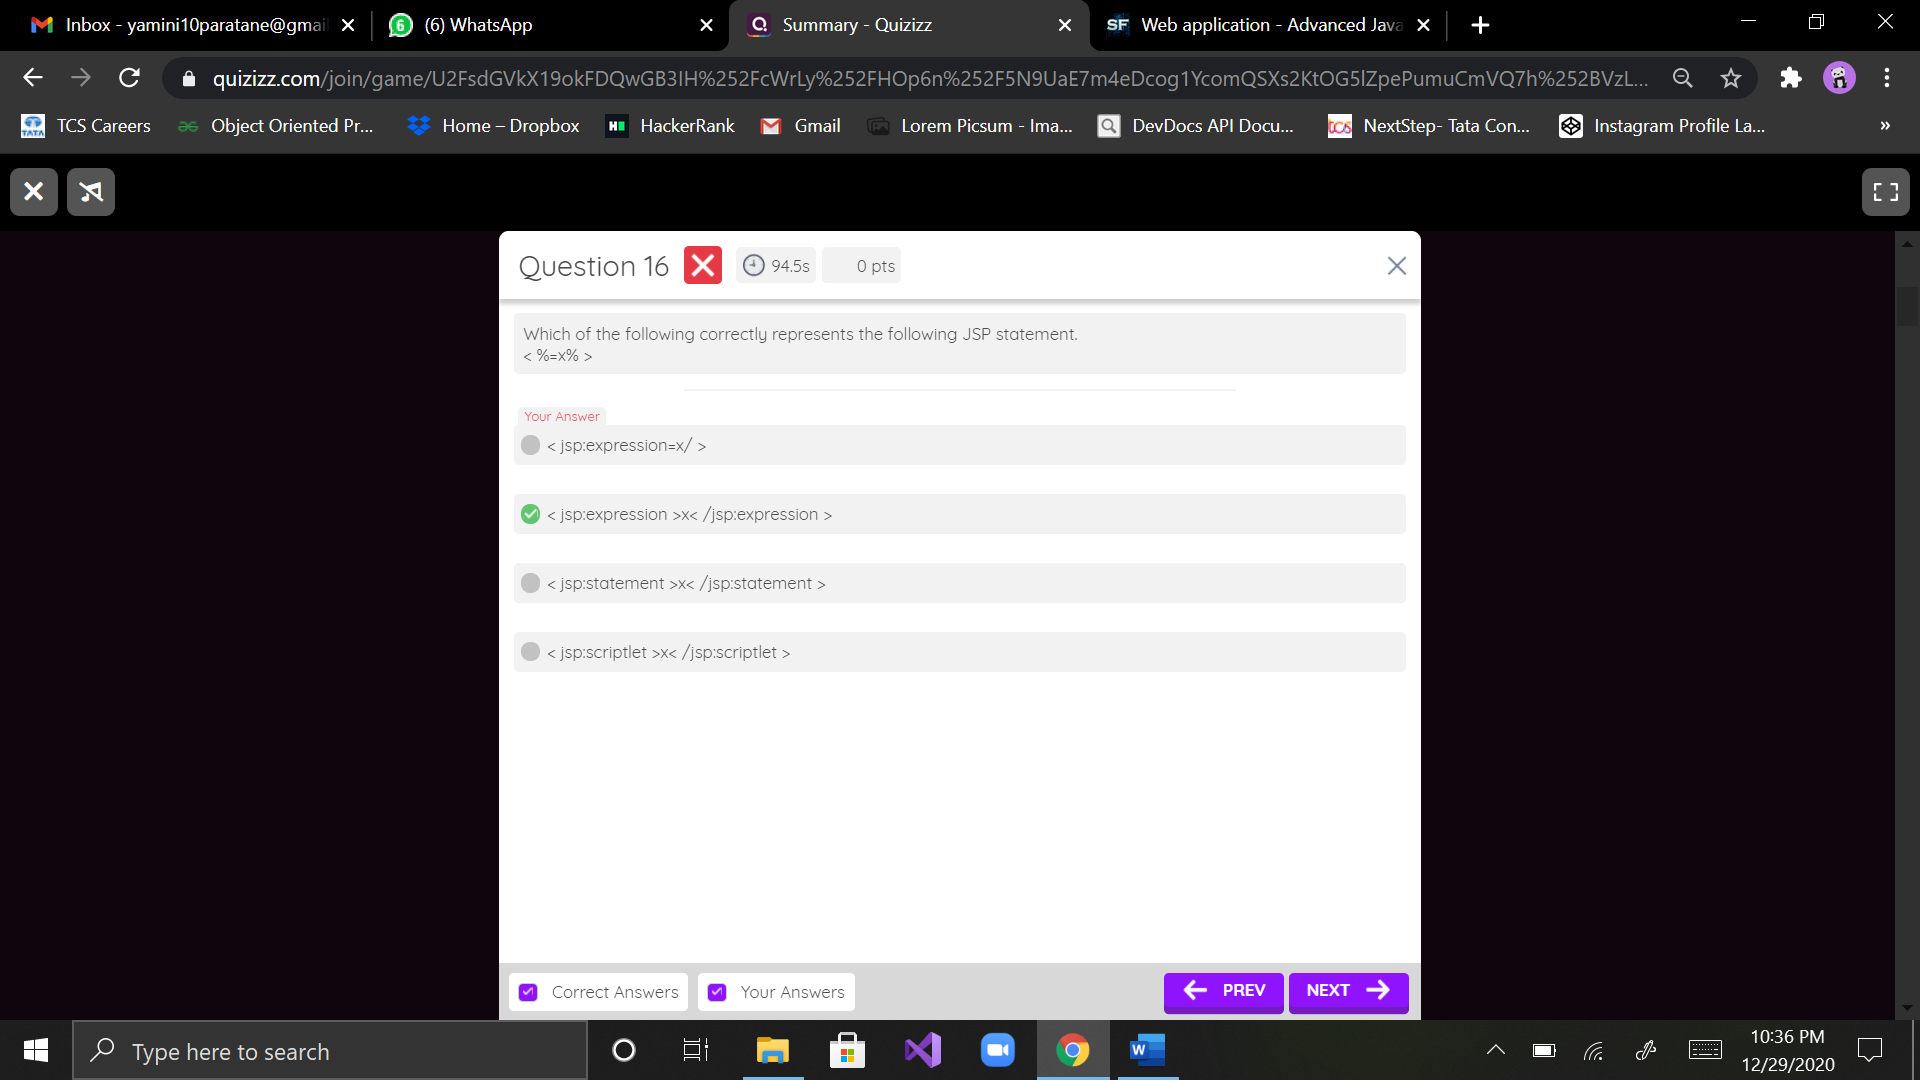 Inbox - yamini10paratane@gmai
(6) WhatsApp
Summary - Quizizz
Web application - Advanced Java
quizizz.com/join/game/U2FsdGVkX19okFDQwGB3IH%252FcWrLy%252FHOp6n%252F5N9UaE7m4eDcog1YcomQSXs2KtOG5lZpePumuCmVQ7h%252BVzL...
TCS Careers
Object Oriented Pr...
Home – Dropbox
HackerRank
Gmail
Lorem Picsum - Ima...
DevDocs API Docu...
NextStep- Tata Con...
Instagram Profile La...
»
Question 16
94.5s
0 pts
Which of the following correctly represents the following JSP statement.
< %=x% >
Your Answer
< jsp:expression=x/ >
< jsp:expression >x< /jsp:expression >
< jsp:statement >x< /jsp:statement >
< jsp:scriptlet >x< /jsp:scriptlet >
Correct Answers
Your Answers
PREV
NEXT
Type here to search
10:36 PM
12/29/2020